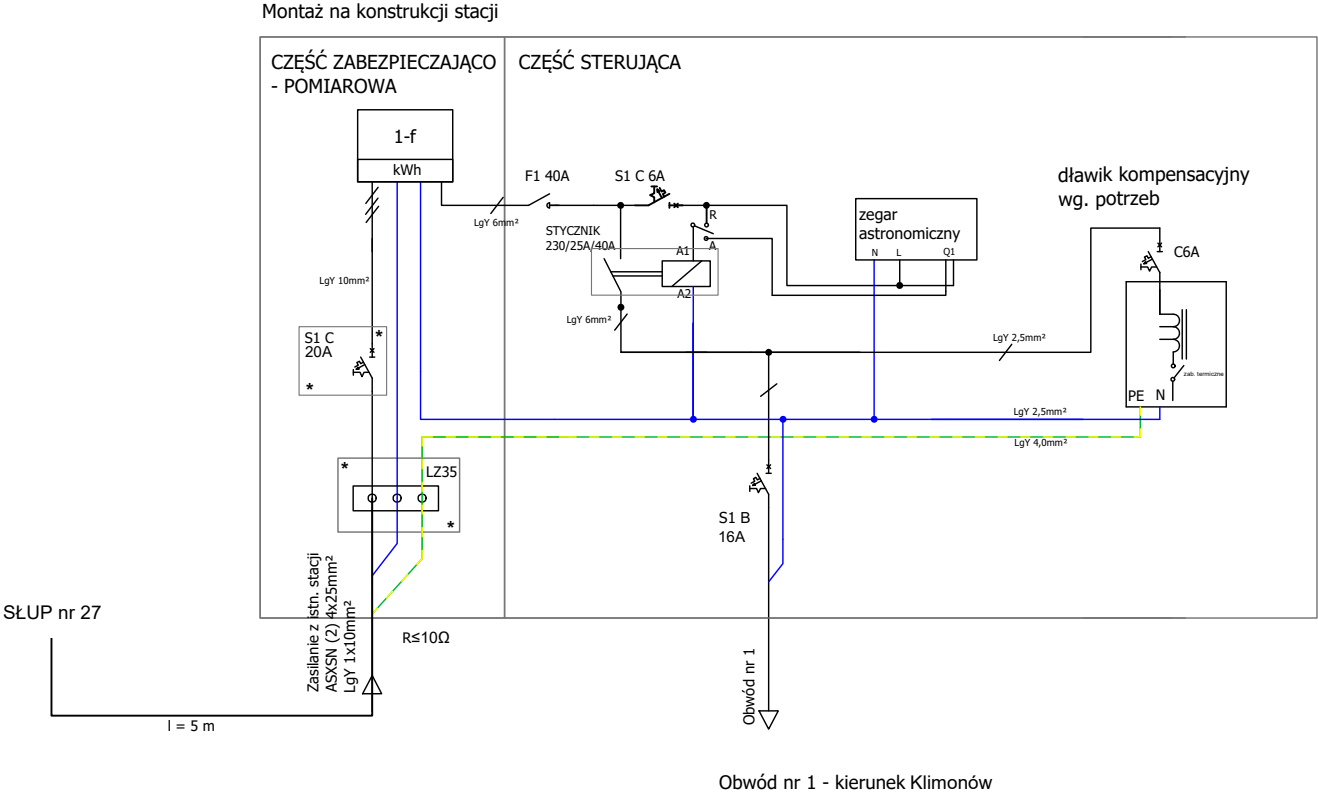 Montaż na konstrukcji stacji
CZĘŚĆ ZABEZPIECZAJĄCO
- POMIAROWA
CZĘŚĆ STERUJĄCA
1-f
kWh
F1 40A
S1 C 6A
LgY 6mm²
STYCZNIK
230/25A/40A
R
A
A1
A2
zegar
astronomiczny
N
L
Q1
dławik kompensacyjny
wg. potrzeb
C6A
LgY 10mm²
LgY 6mm²
LgY 2,5mm²
S1 C
20A
*
*
zab. termiczne
PE
N
LgY 2,5mm²
LgY 4,0mm²
*
LZ35
*
S1 B
16A
Zasilanie z istn. stacji
ASXSN (2) 4x25mm²
LgY 1x10mm²
SŁUP nr 27
R≤10Ω
Obwód nr 1
l = 5 m
Obwód nr 1 - kierunek Klimonów